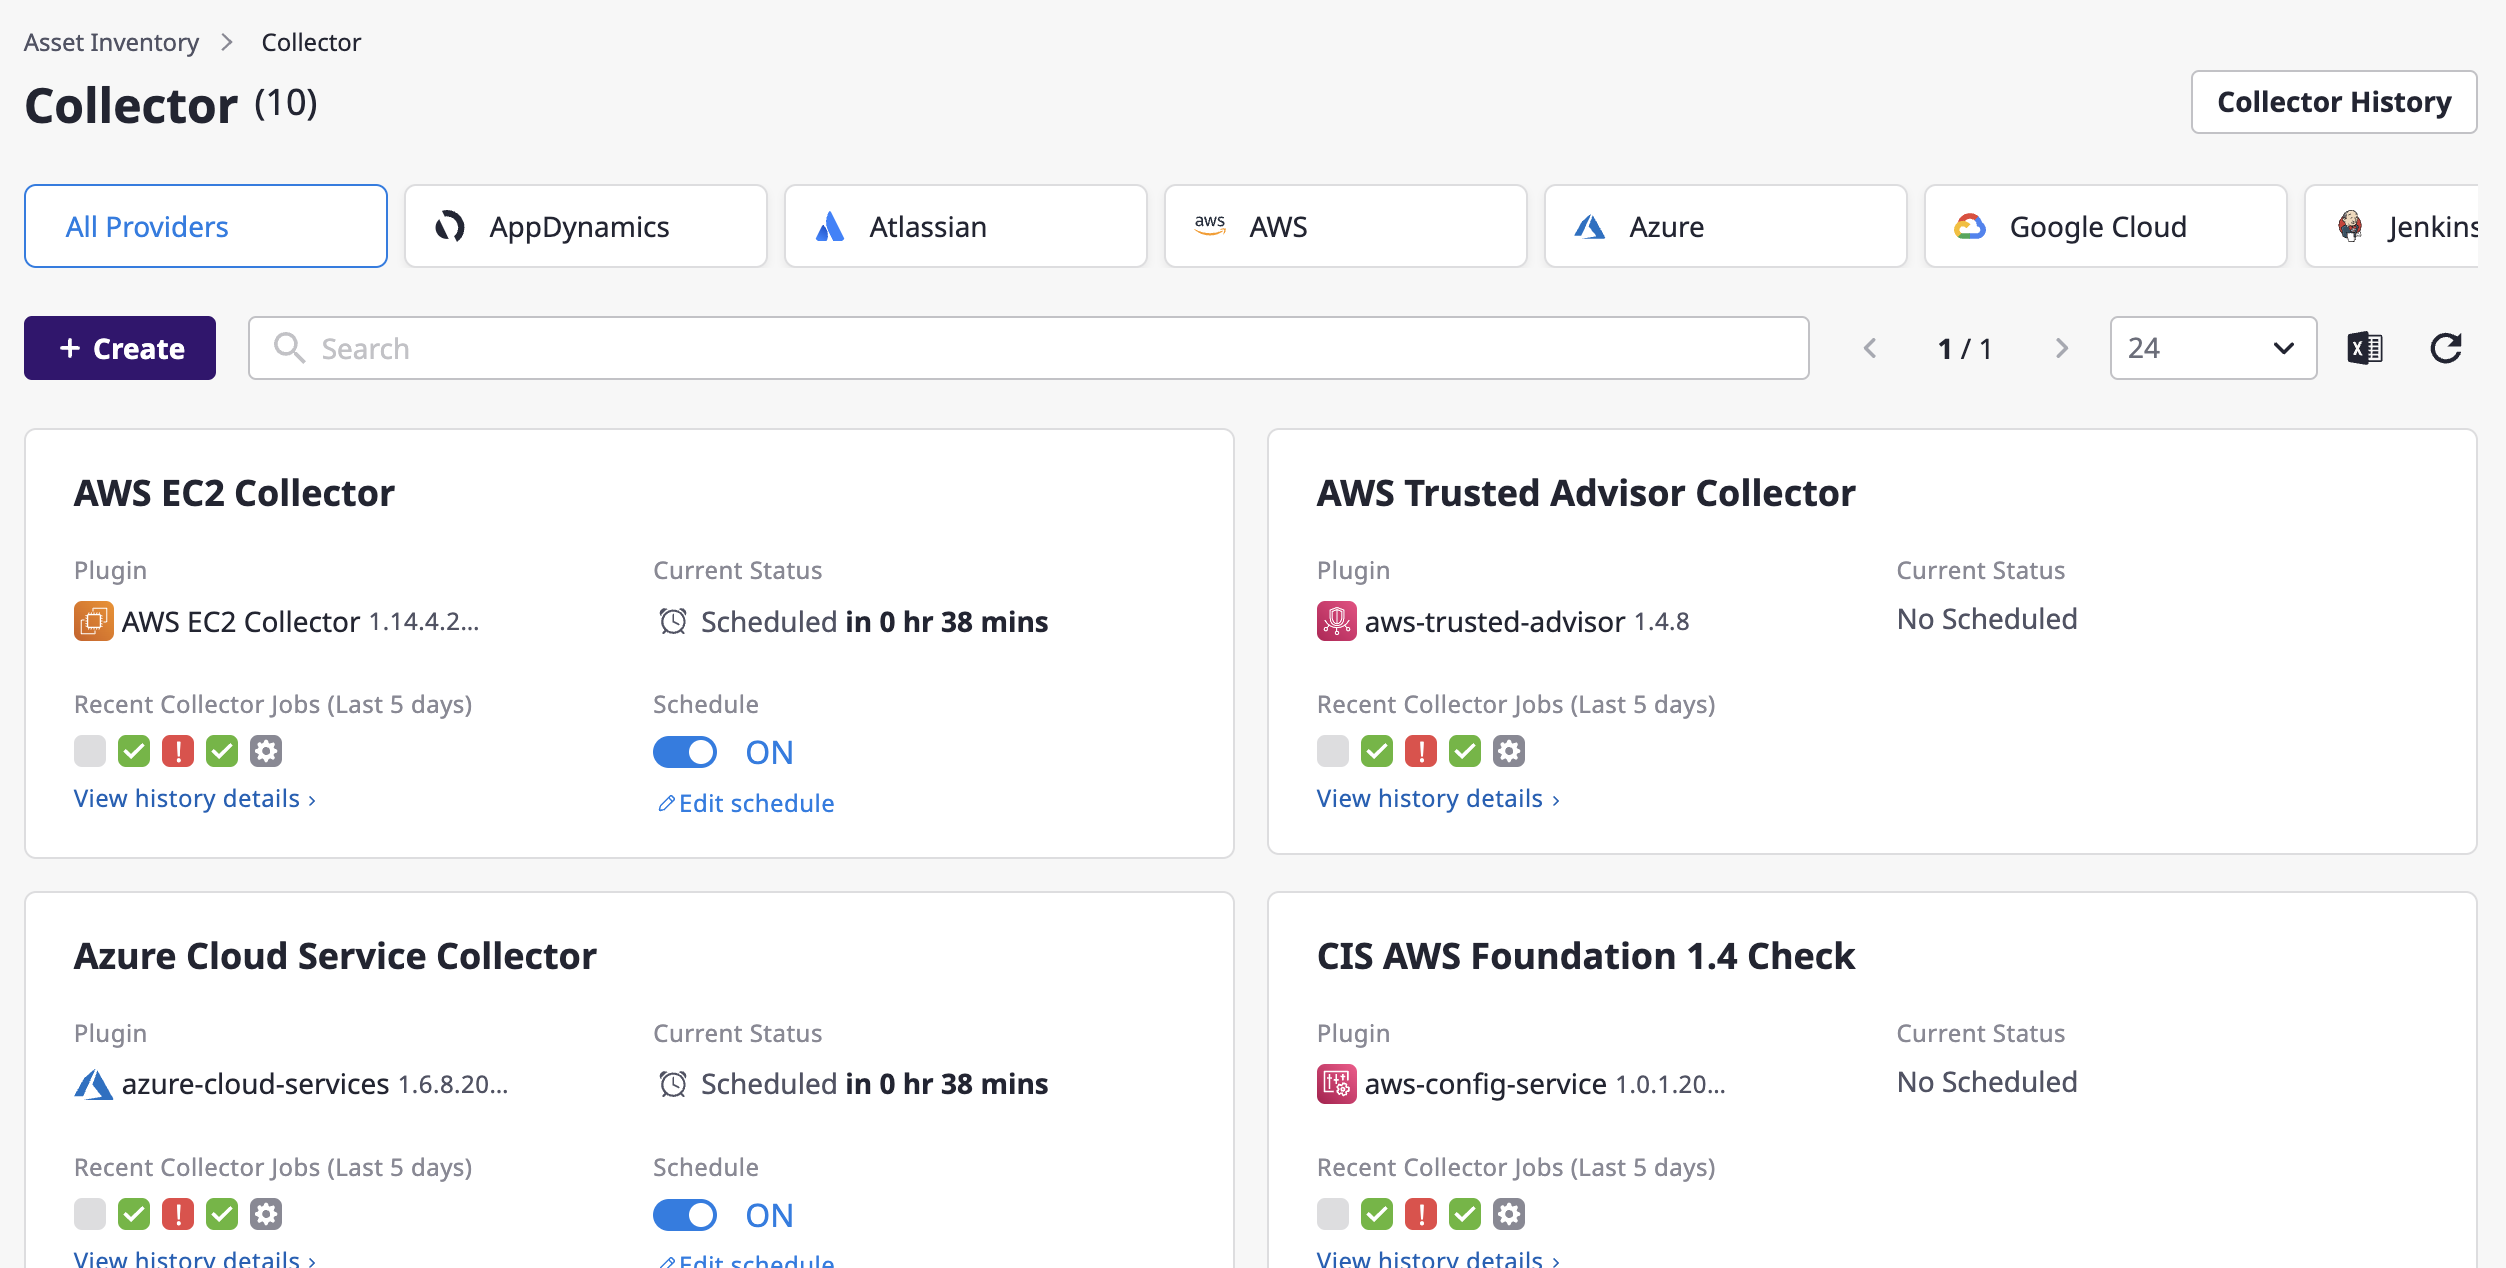 Asset Inventory > Collector
Collector (10)
Collector History
All Providers
AppDynamics
aws
Atlassian
AWS
Azure
Google Cloud
Jenkins
+ Create
Search
1 / 1
24
AWS EC2 Collector
Plugin
Current Status
AWS EC2 Collector 1.14.4.2...
Scheduled in 0 hr 38 mins
Recent Collector Jobs (Last 5 days)
Schedule
ON
View history details ›
Edit schedule
AWS Trusted Advisor Collector
Plugin
Current Status
aws-trusted-advisor 1.4.8
No Scheduled
Recent Collector Jobs (Last 5 days)
View history details ›
Azure Cloud Service Collector
Plugin
Current Status
azure-cloud-services 1.6.8.20...
Scheduled in 0 hr 38 mins
Recent Collector Jobs (Last 5 days)
Schedule
ON
View history details ›
Edit schedule
CIS AWS Foundation 1.4 Check
Plugin
Current Status
aws-config-service 1.0.1.20...
No Scheduled
Recent Collector Jobs (Last 5 days)
View history details ›